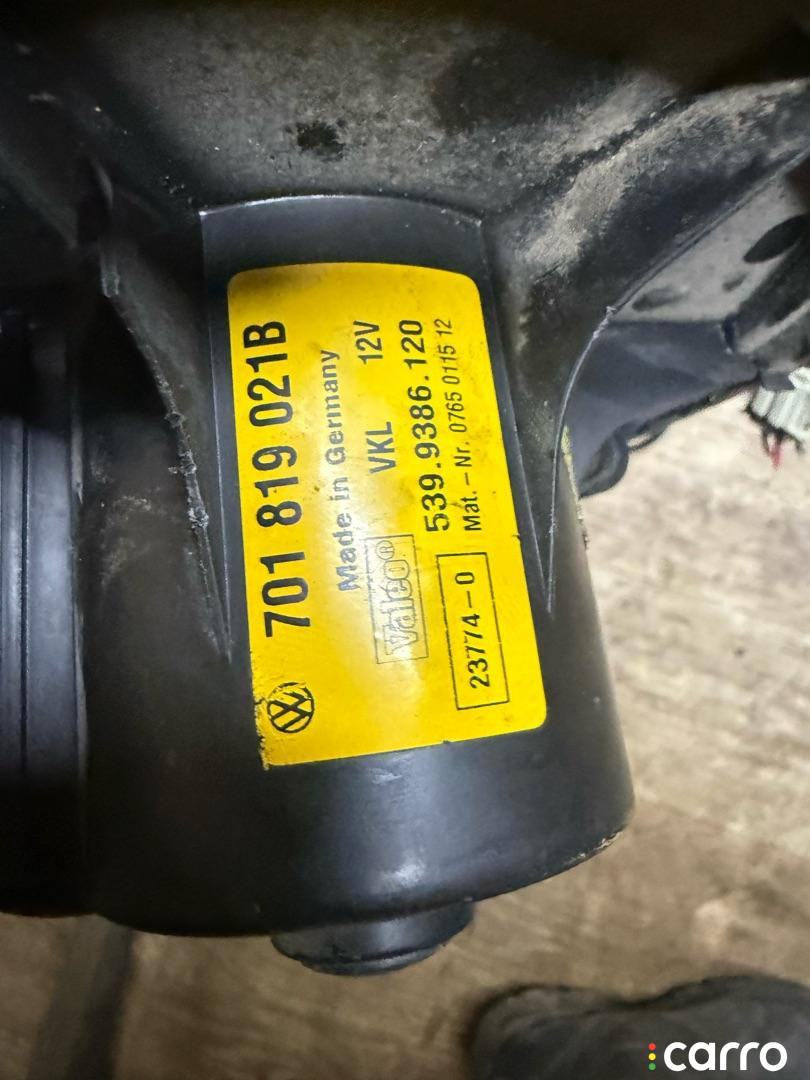 701 819 021B
Made in Germany
Valeo®
VKL 12V
539.9386.120
23774-0
Mat.-Nr. 0765 0115 12
carro